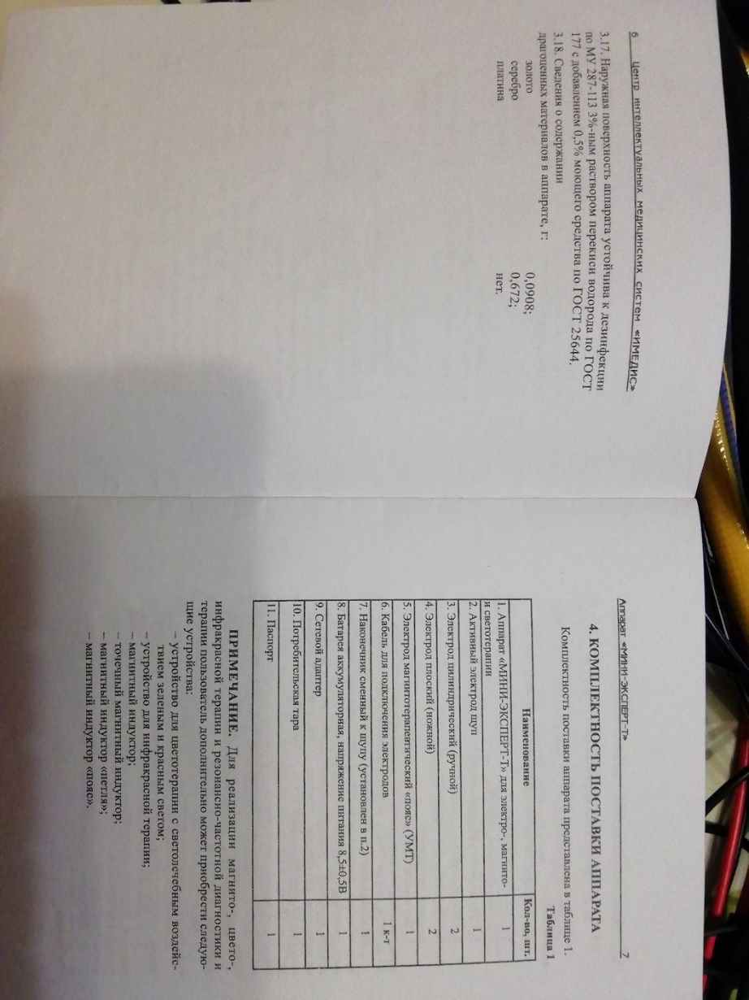 6 Центр интеллектуальных медицинских систем «ИМЕДИС»
3.17. Наружная поверхность аппарата устойчива к дезинфекции
по МУ 287-113 3%-ным раствором перекиси водорода по ГОСТ
177 с добавлением 0,5% моющего средства по ГОСТ 25644.
3.18. Сведения о содержании
драгоценных материалов в аппарате, г:
золото 0,0908;
серебро 0,672;
платина нет.
Аппарат «МИНИ-ЭКСПЕРТ-Т» 7
4. КОМПЛЕКТНОСТЬ ПОСТАВКИ АППАРАТА
Комплектность поставки аппарата представлена в таблице 1.
Таблица 1
Наименование Кол-во, шт.
1. Аппарат «МИНИ-ЭКСПЕРТ-Т» для электро-, магнито- 1
и светотерапии
2. Активный электрод щуп 1
3. Электрод цилиндрический (ручной) 2
4. Электрод плоский (ножной) 2
5. Электрод магнитотерапевтический «пояс» (УМТ) 1
6. Кабель для подключения электродов 1 к-т
7. Наконечник сменный к щупу (установлен в п.2) 1
8. Батарея аккумуляторная, напряжение питания 8,5±0,5В 1
9. Сетевой адаптер 1
10. Потребительская тара 1
11. Паспорт 1
ПРИМЕЧАНИЕ. Для реализации магнито-, цвето-,
инфракрасной терапии и резонансно-частотной диагностики и
терапии пользователь дополнительно может приобрести следую-
щие устройства:
– устройство для цветотерапии с светолечебным воздейс-
твием зеленым и красным светом;
– устройство для инфракрасной терапии;
– магнитный индуктор;
– точечный магнитный индуктор;
– магнитный индуктор «петля»;
– магнитный индуктор «пояс».